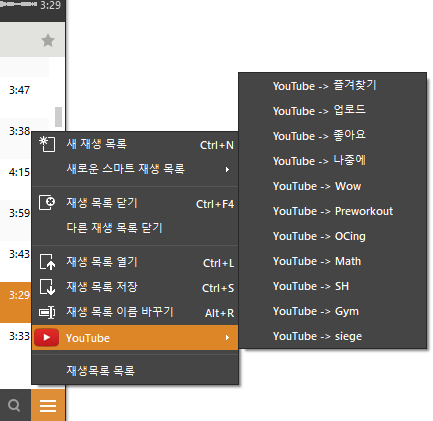 3:29
3:47
3:38
4:15
3:59
3:43
3:29
3:33
새 재생 목록 Ctrl+N
새로운 스마트 재생 목록
재생 목록 닫기 Ctrl+F4
다른 재생 목록 닫기
재생 목록 열기 Ctrl+L
재생 목록 저장 Ctrl+S
재생 목록 이름 바꾸기 Alt+R
YouTube
재생목록 목록
YouTube -> 즐겨찾기
YouTube -> 업로드
YouTube -> 좋아요
YouTube -> 나중에
YouTube -> Wow
YouTube -> Preworkout
YouTube -> OCing
YouTube -> Math
YouTube -> SH
YouTube -> Gym
YouTube -> siege